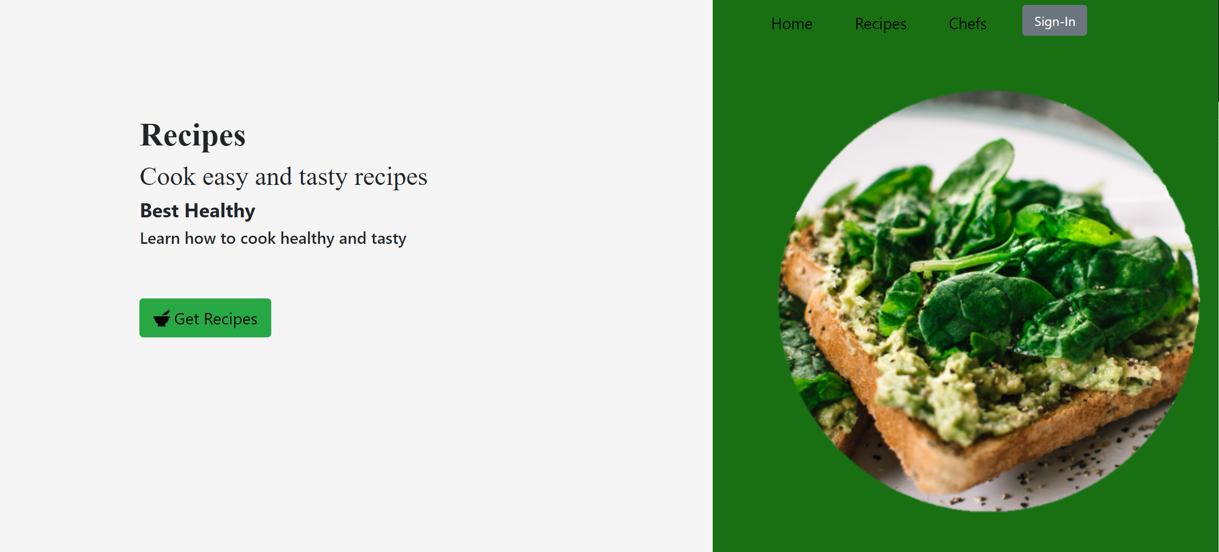 Home Recipes Chefs Sign-In
Recipes
Cook easy and tasty recipes
Best Healthy
Learn how to cook healthy and tasty
Get Recipes